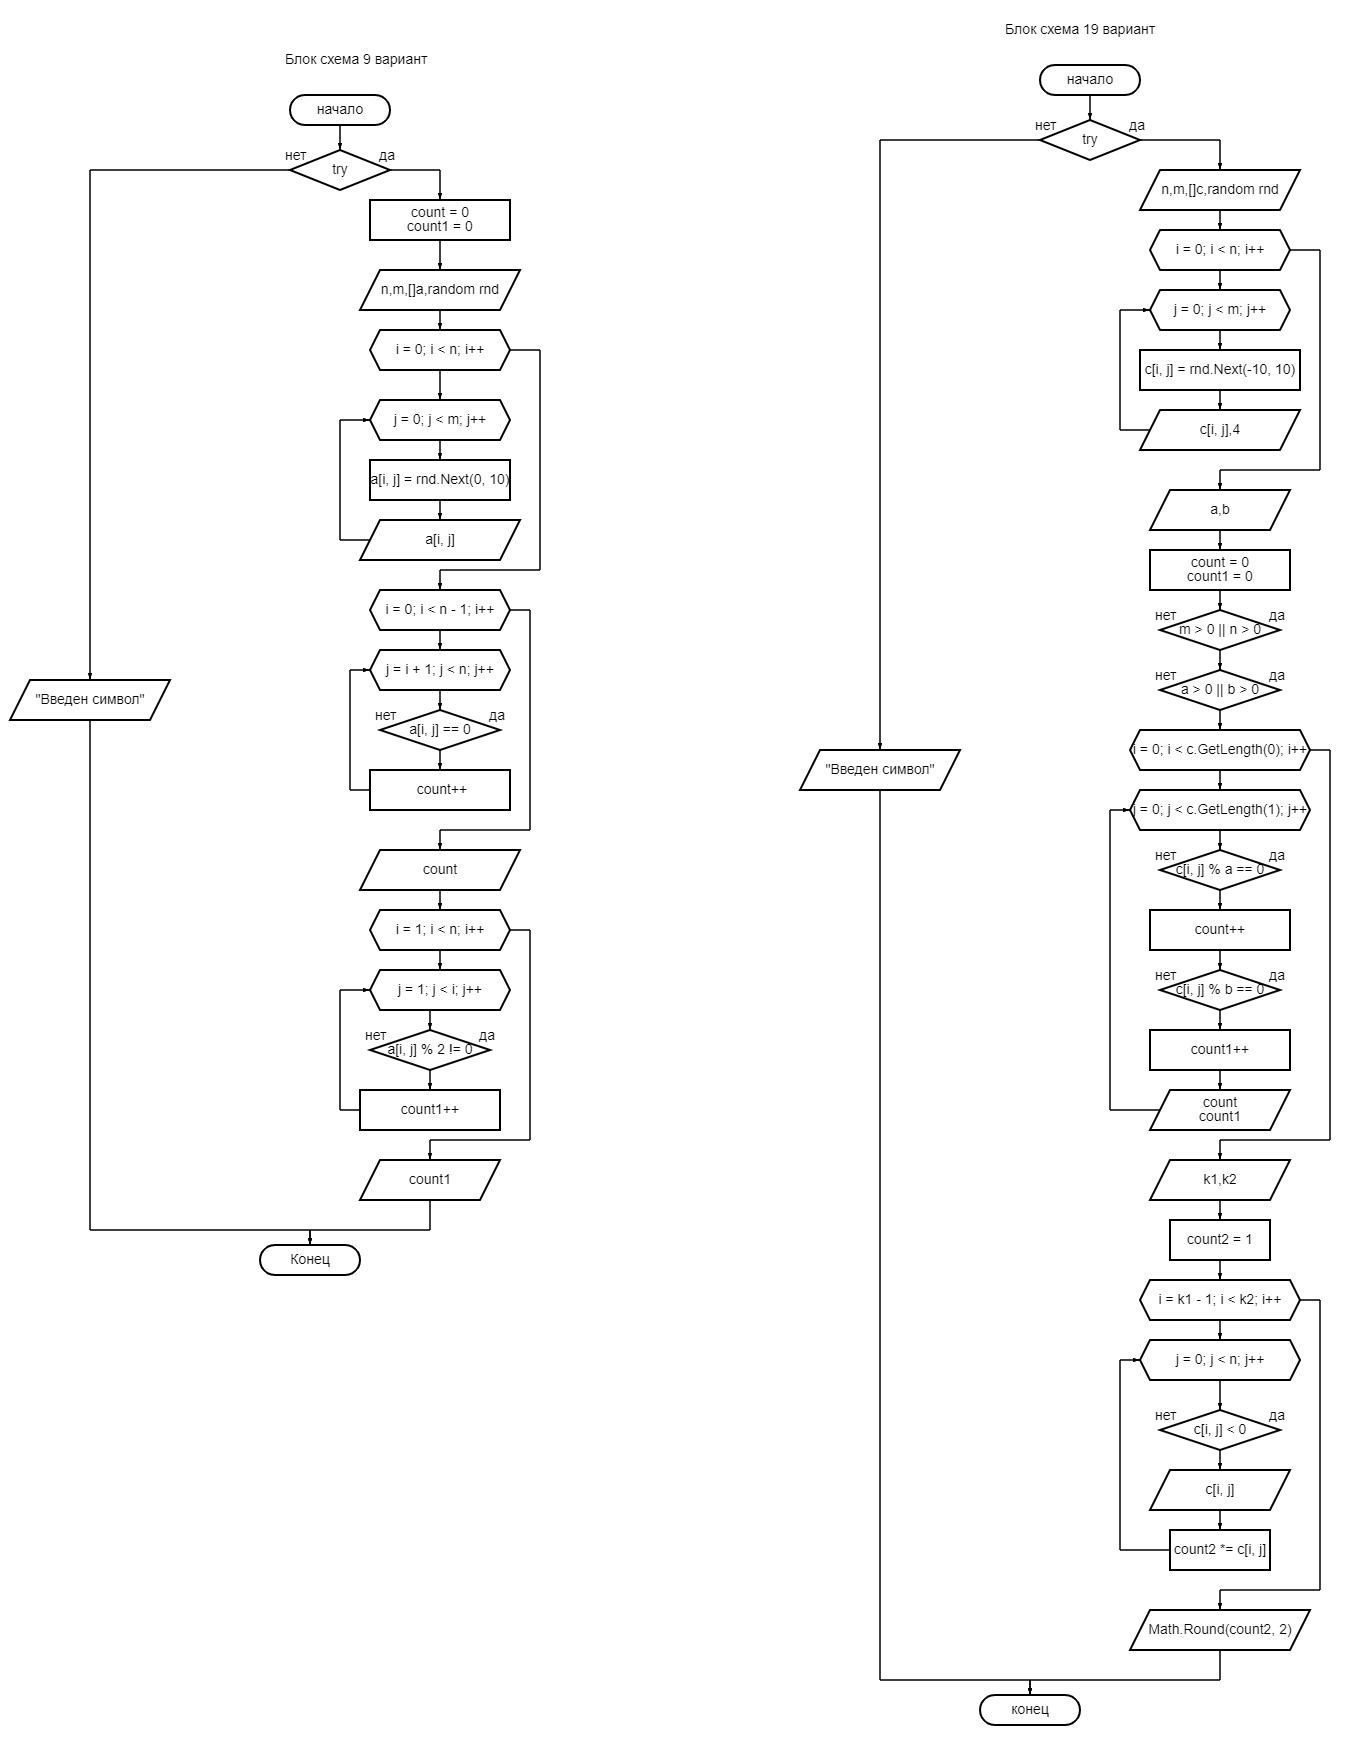 Блок схема 9 вариант
начало
нет
да
try
count = 0
count1 = 0
n,m,[]a,random rnd
i = 0; i < n; i++
j = 0; j < m; j++
a[i, j] = rnd.Next(0, 10)
a[i, j]
i = 0; i < n - 1; i++
j = i + 1; j < n; j++
"Введен символ"
нет
да
a[i, j] == 0
count++
count
i = 1; i < n; i++
j = 1; j < i; j++
нет
да
a[i, j] % 2 != 0
count1++
count1
Конец
Блок схема 19 вариант
начало
нет
да
try
n,m,[]c,random rnd
i = 0; i < n; i++
j = 0; j < m; j++
c[i, j] = rnd.Next(-10, 10)
c[i, j],4
a,b
count = 0
count1 = 0
нет
да
m > 0 || n > 0
нет
да
a > 0 || b > 0
i = 0; i < c.GetLength(0); i++
"Введен символ"
j = 0; j < c.GetLength(1); j++
нет
да
c[i, j] % a == 0
count++
нет
да
c[i, j] % b == 0
count1++
count
count1
k1,k2
count2 = 1
i = k1 - 1; i < k2; i++
j = 0; j < n; j++
нет
да
c[i, j] < 0
c[i, j]
count2 *= c[i, j]
Math.Round(count2, 2)
конец